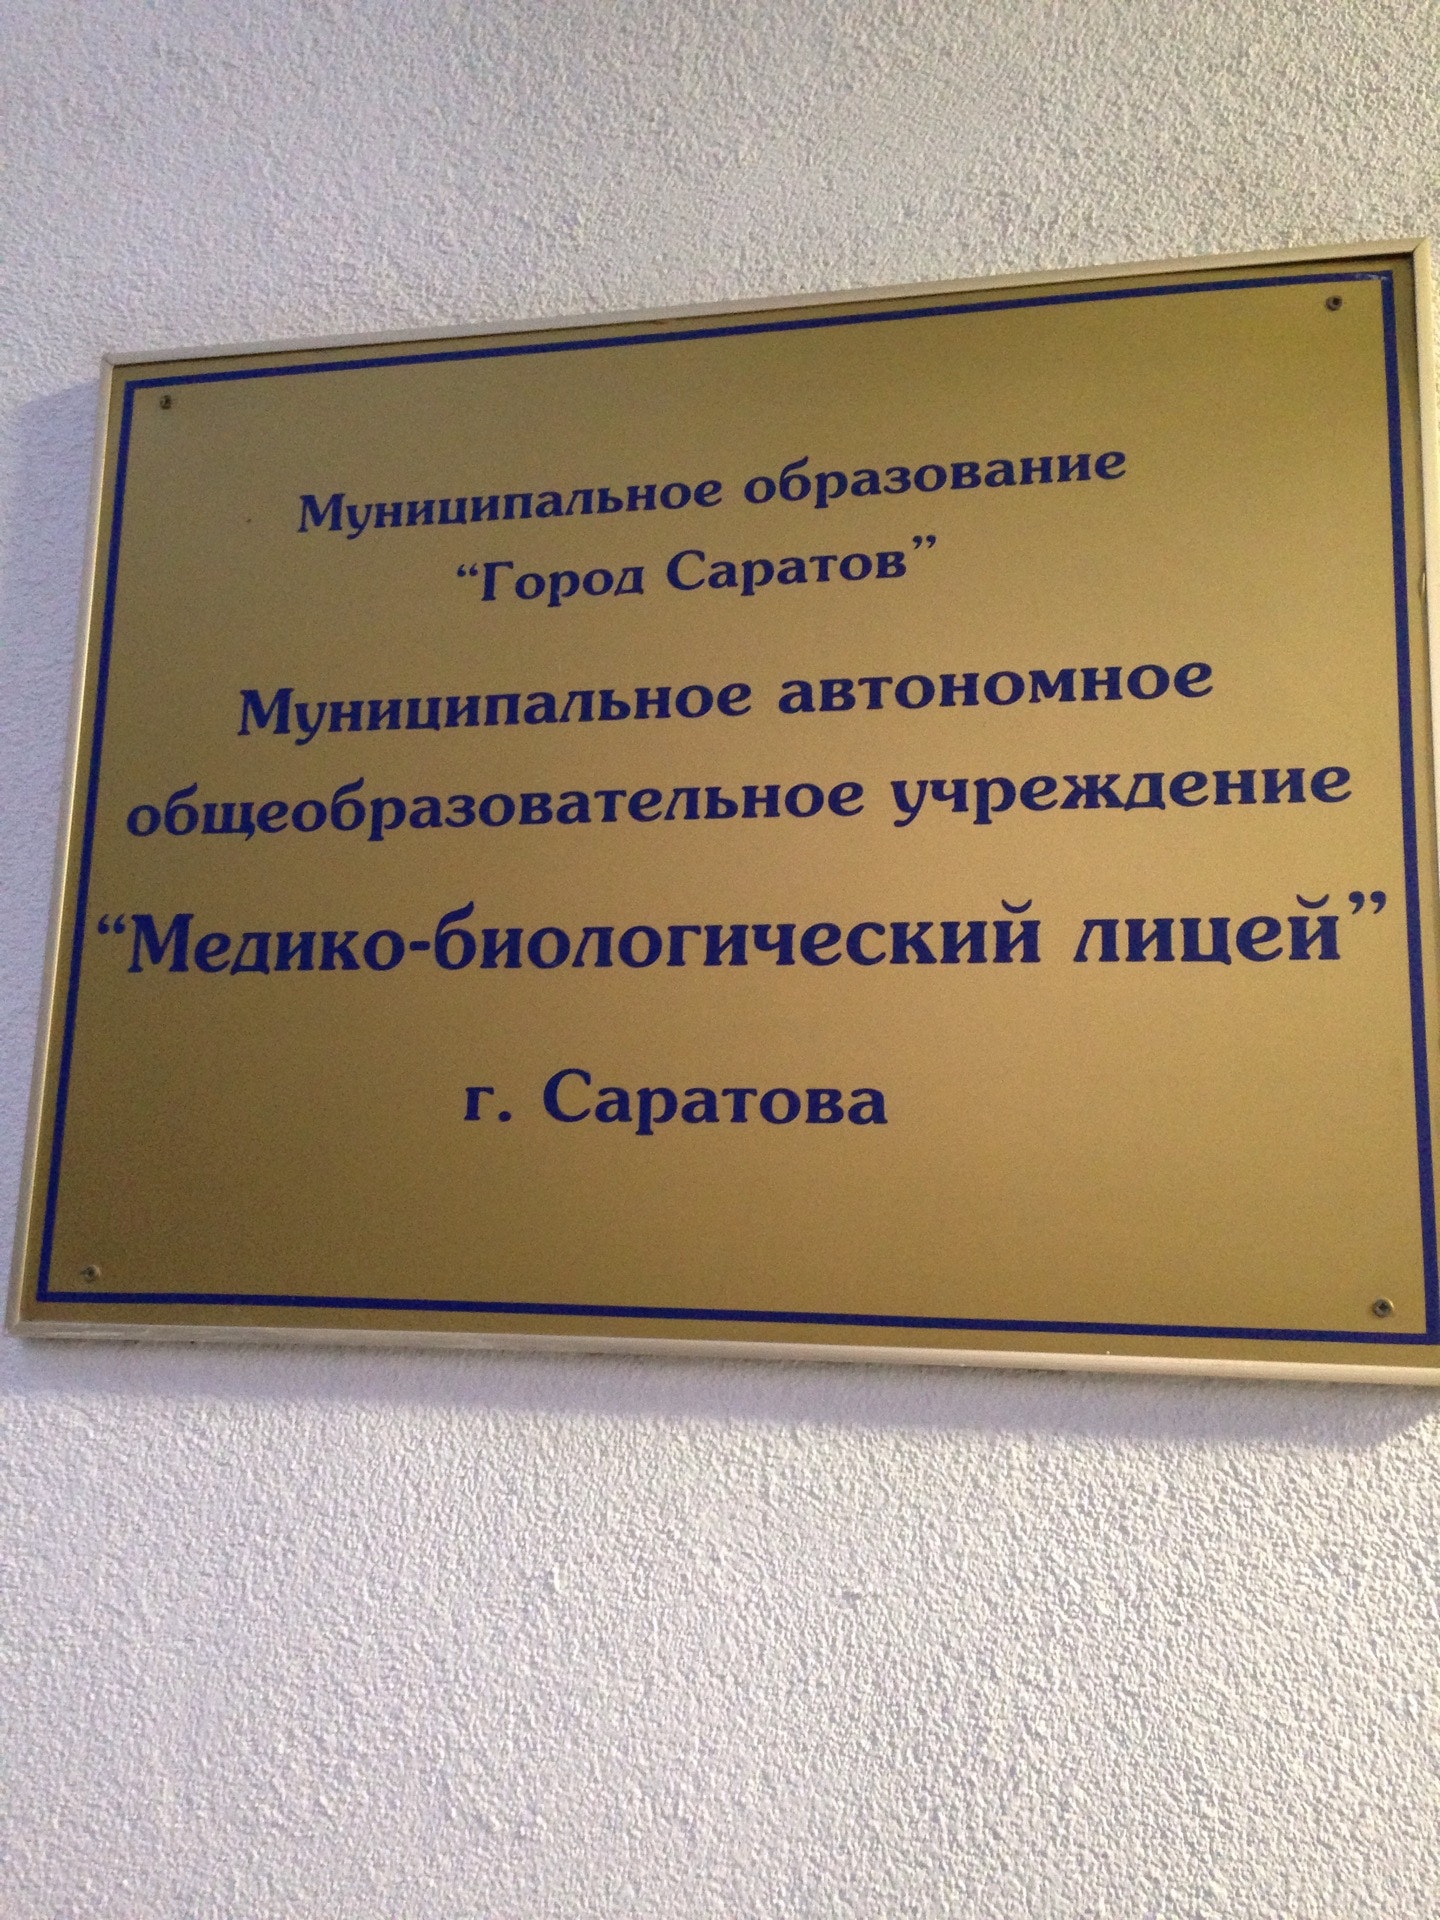 Муниципальное образование
“Город Саратов”
Муниципальное автономное
общеобразовательное учреждение
“Медико-биологический лицей”
г. Саратова